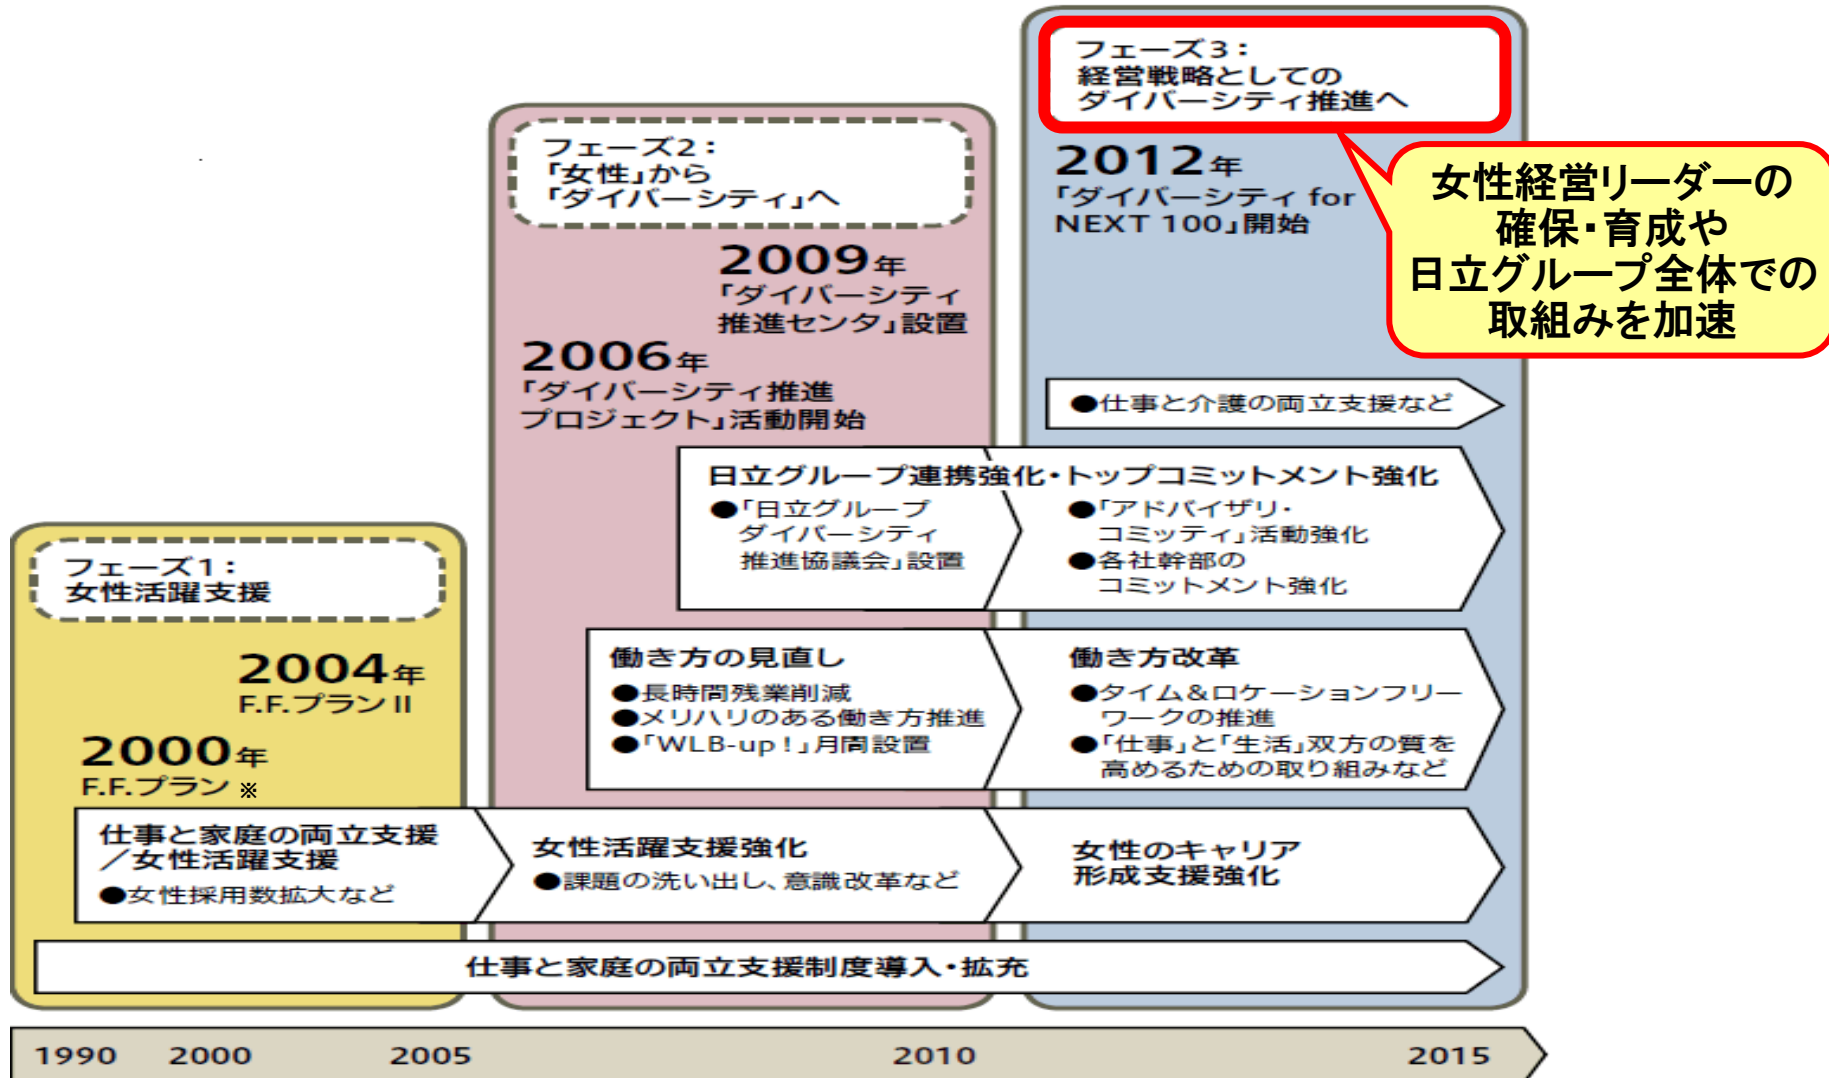 フェーズ3：
経営戦略としての
ダイバーシティ推進へ
2012年
「ダイバーシティ for
NEXT 100」開始
女性経営リーダーの
確保・育成や
日立グループ全体での
取組みを加速
フェーズ2：
「女性」から
「ダイバーシティ」へ
2009年
「ダイバーシティ
推進センタ」設置
2006年
「ダイバーシティ推進
プロジェクト」活動開始
フェーズ1：
女性活躍支援
2004年
F.F.プランII
2000年
F.F.プラン ※
●仕事と介護の両立支援など
日立グループ連携強化・トップコミットメント強化
●「日立グループ
ダイバーシティ
推進協議会」設置
●「アドバイザリ・
コミッティ」活動強化
●各社幹部の
コミットメント強化
働き方の見直し
●長時間残業削減
●メリハリのある働き方推進
●「WLB-up！」月間設置
働き方改革
●タイム&ロケーションフリー
ワークの推進
●「仕事」と「生活」双方の質を
高めるための取り組みなど
仕事と家庭の両立支援
／女性活躍支援
●女性採用数拡大など
女性活躍支援強化
●課題の洗い出し、意識改革など
女性のキャリア
形成支援強化
仕事と家庭の両立支援制度導入・拡充
1990 2000 2005 2010 2015